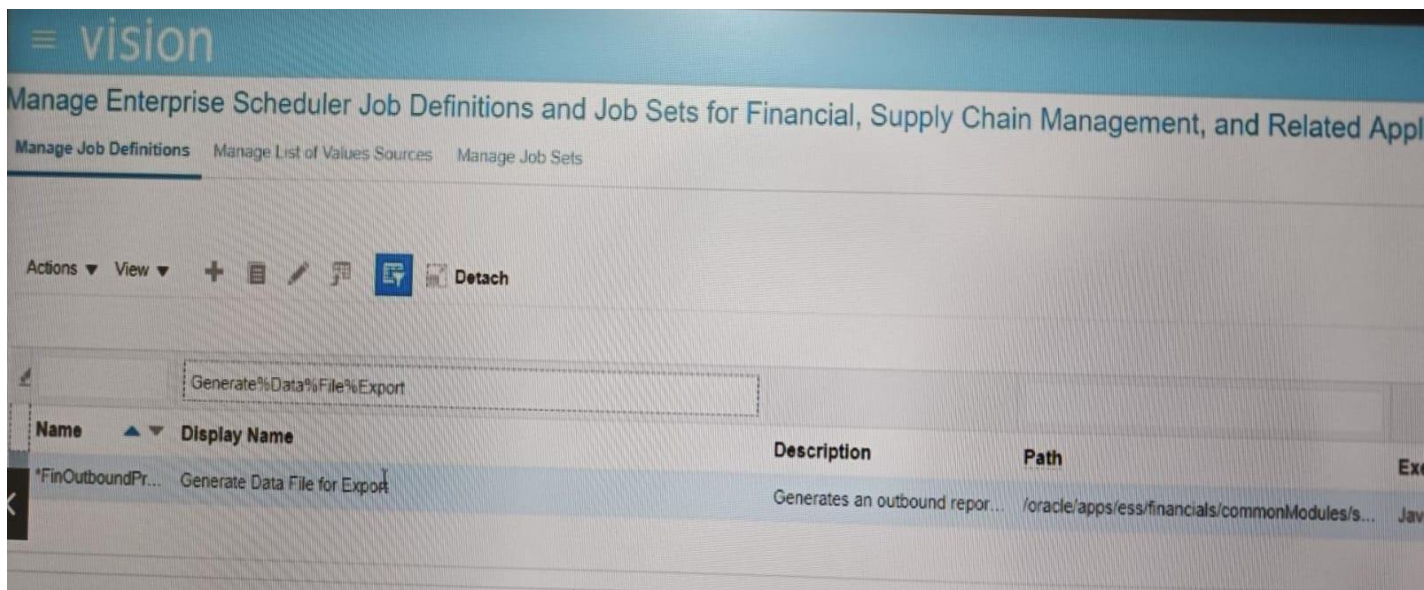 vision
Manage Enterprise Scheduler Job Definitions and Job Sets for Financial, Supply Chain Management, and Related Appl
Manage Job Definitions Manage List of Values Sources Manage Job Sets
Actions View Detach
Generate%Data%File%Export
Name Display Name Description Path Exe
*FinOutboundPr... Generate Data File for Export Generates an outbound repor... /oracle/apps/ess/financials/commonModules/s... Jav